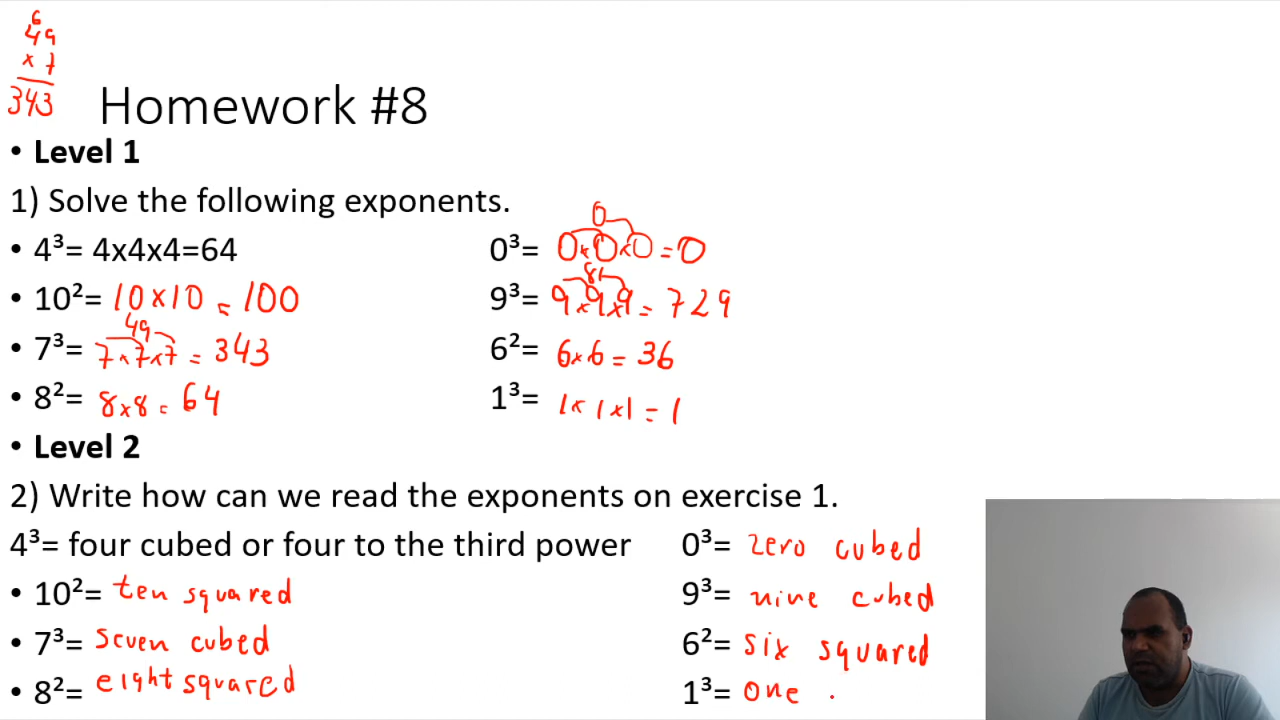 6
49
x 7
343
Homework #8
• Level 1
1) Solve the following exponents.
• 4³= 4x4x4=64
• 10²= 10x10 = 100
49
• 7³= 7x7x7 = 343
• 8²= 8x8 = 64
0
0³= 0x0x0 = 0
81
9³= 9x9x9 = 729
6²= 6x6 = 36
1³= 1x1x1 = 1
• Level 2
2) Write how can we read the exponents on exercise 1.
4³= four cubed or four to the third power
• 10²= ten squared
• 7³= seven cubed
• 8²= eight squared
0³= zero cubed
9³= nine cubed
6²= six squared
1³= one